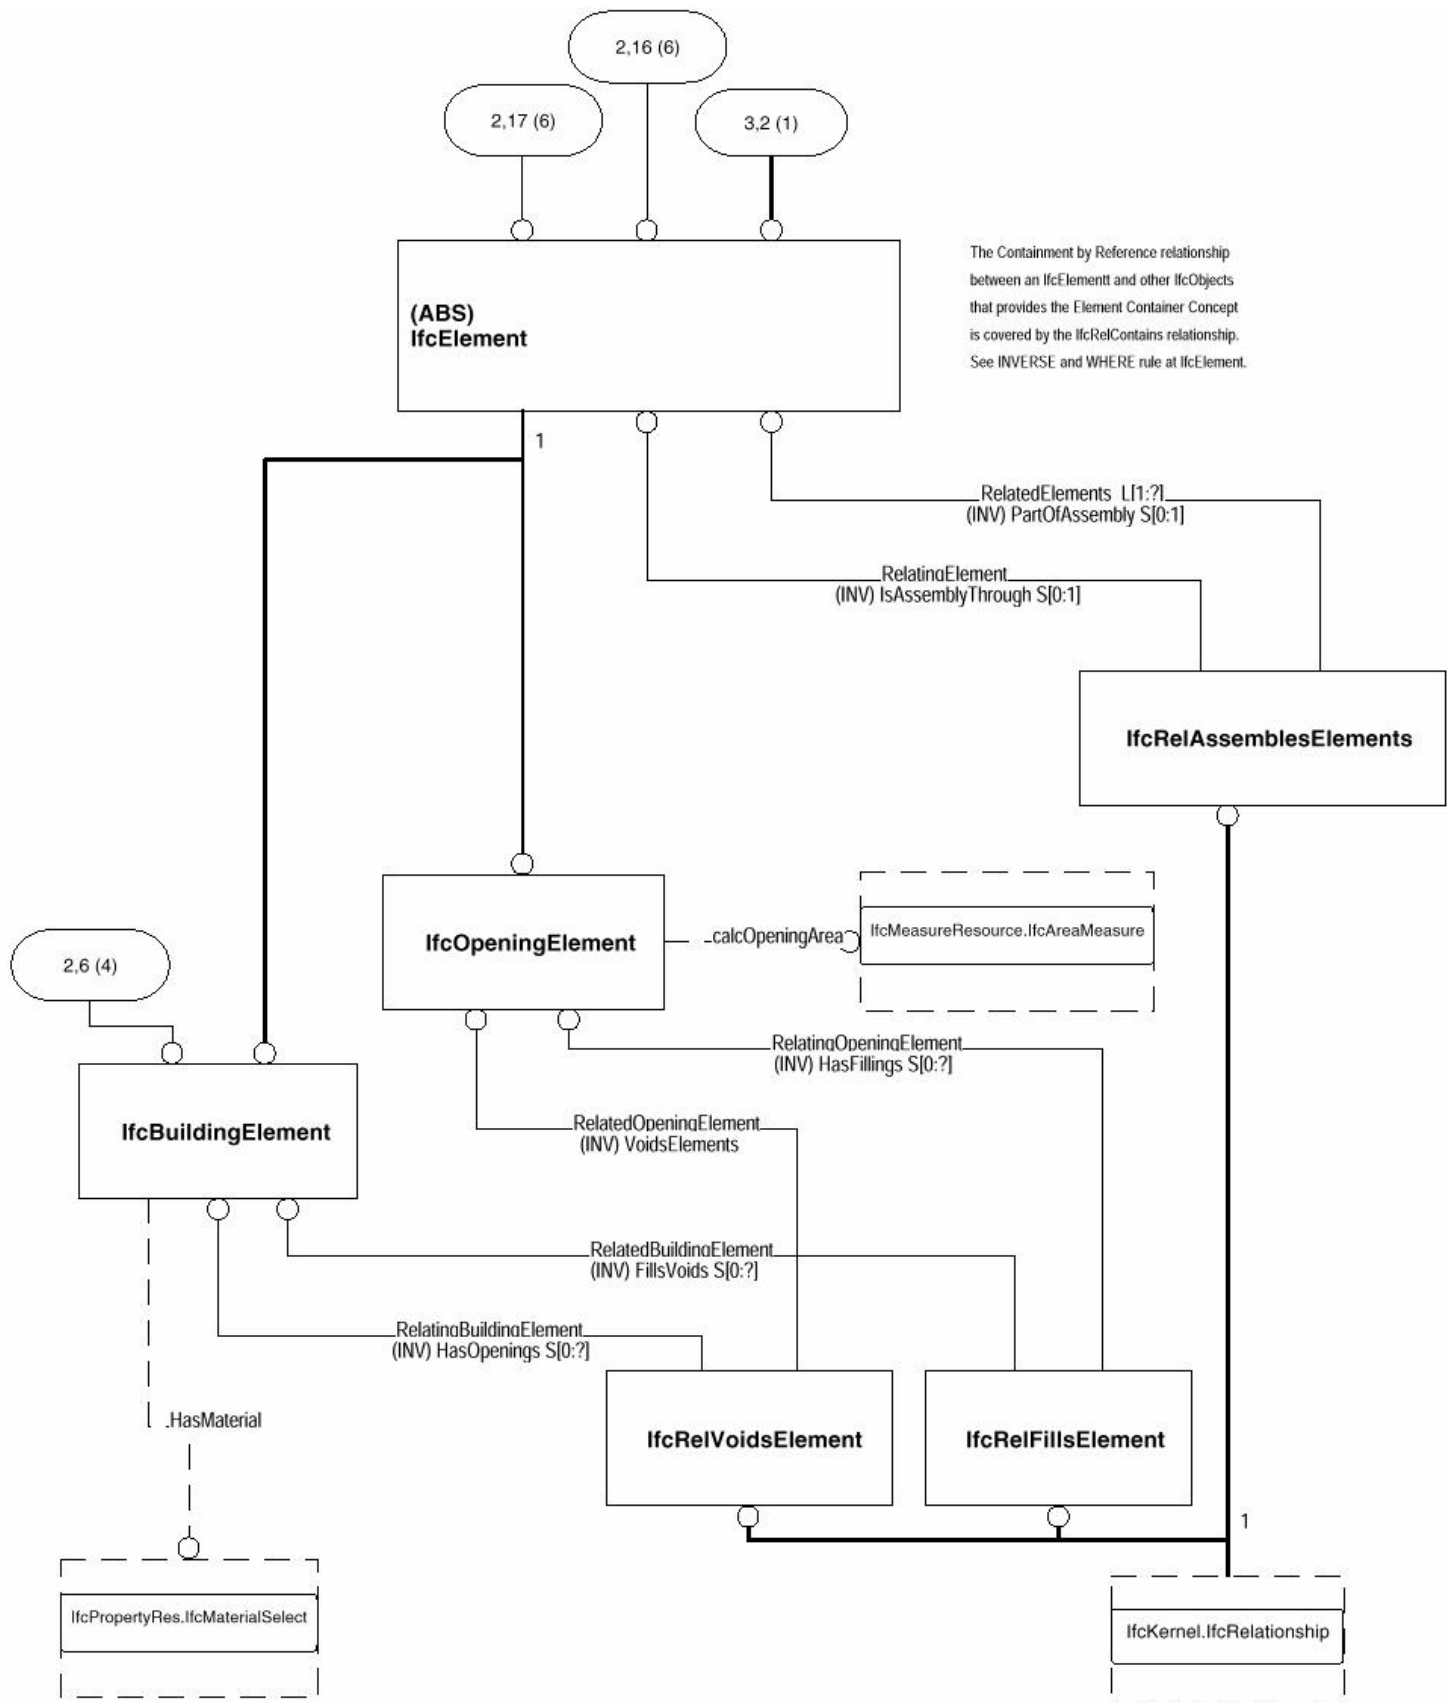 2,16 (6)
2,17 (6)
3,2 (1)
(ABS)
IfcElement
The Containment by Reference relationship
between an IfcElementt and other IfcObjects
that provides the Element Container Concept
is covered by the IfcRelContains relationship.
See INVERSE and WHERE rule at IfcElement.
1
RelatedElements L[1:?]
(INV) PartOfAssembly S[0:1]
RelatingElement
(INV) IsAssemblyThrough S[0:1]
IfcRelAssemblesElements
IfcOpeningElement
calcOpeningArea
IfcMeasureResource.IfcAreaMeasure
2,6 (4)
RelatingOpeningElement
(INV) HasFillings S[0:?]
IfcBuildingElement
RelatedOpeningElement
(INV) VoidsElements
RelatedBuildingElement
(INV) FillsVoids S[0:?]
RelatingBuildingElement
(INV) HasOpenings S[0:?]
HasMaterial
IfcRelVoidsElement
IfcRelFillsElement
1
IfcPropertyRes.IfcMaterialSelect
IfcKernel.IfcRelationship